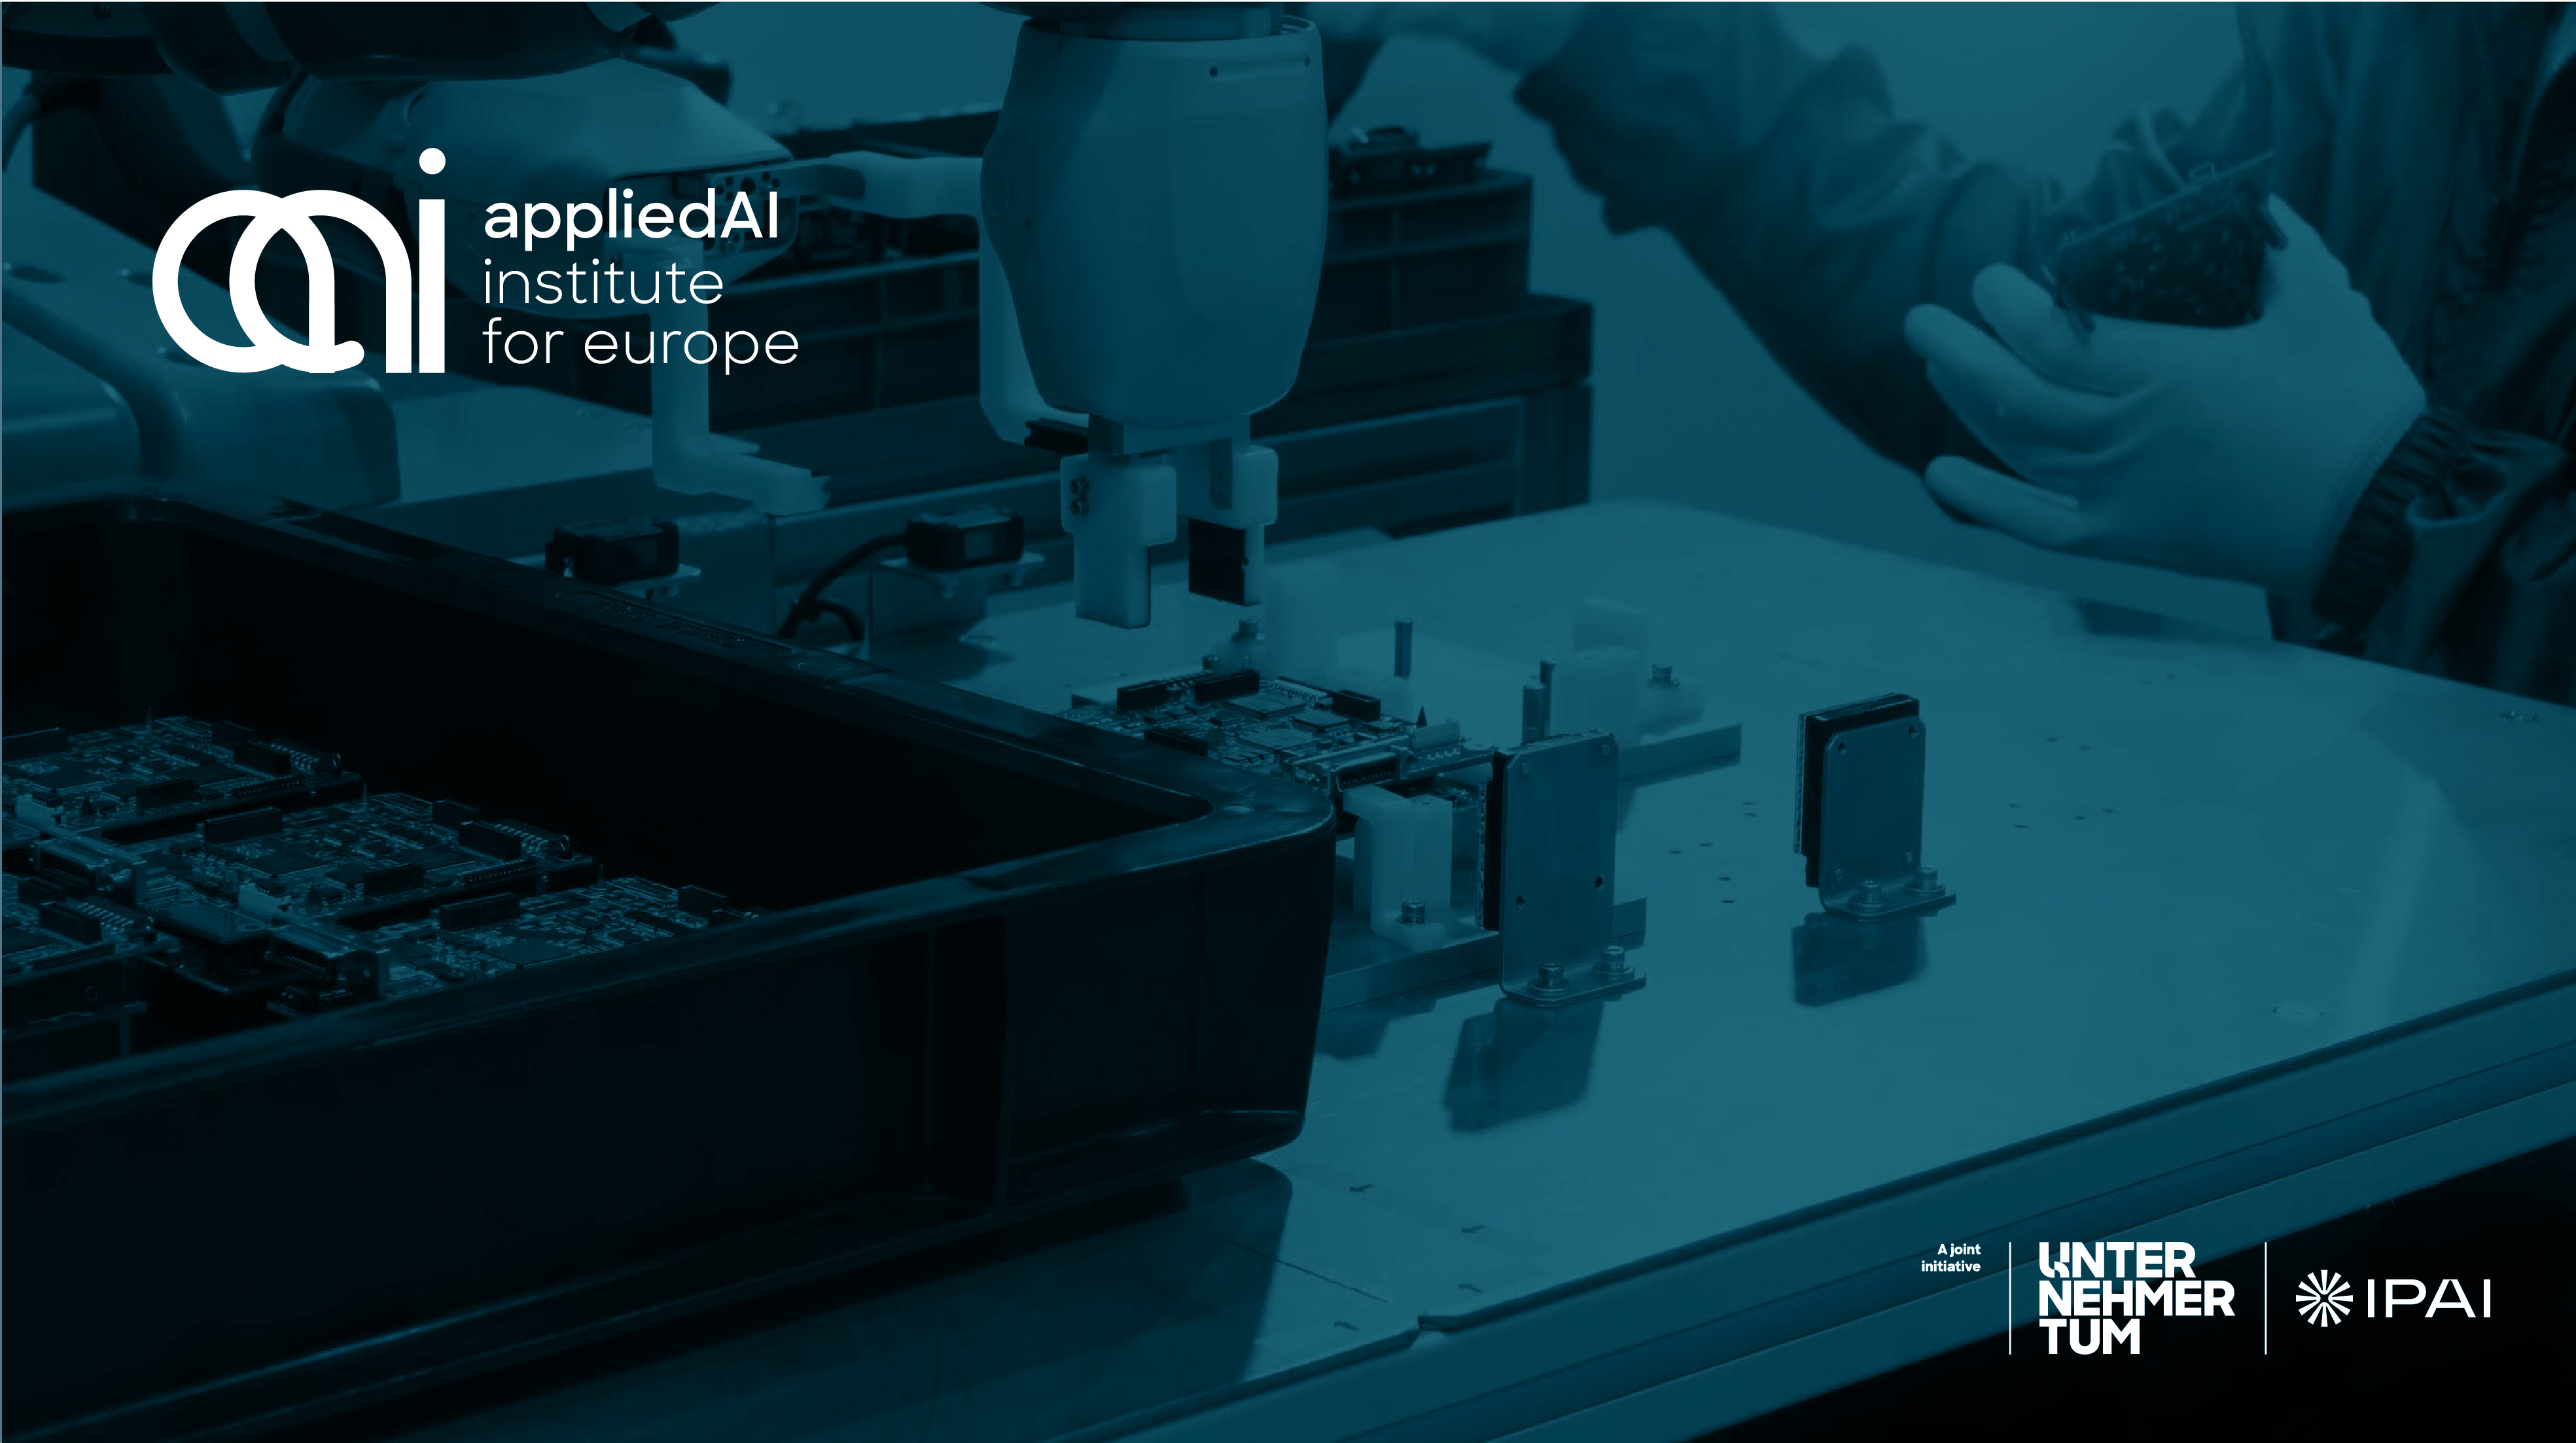 appliedAI
institute
for europe
A joint
initiative
UNTER
NEHMER
TUM
IPAI